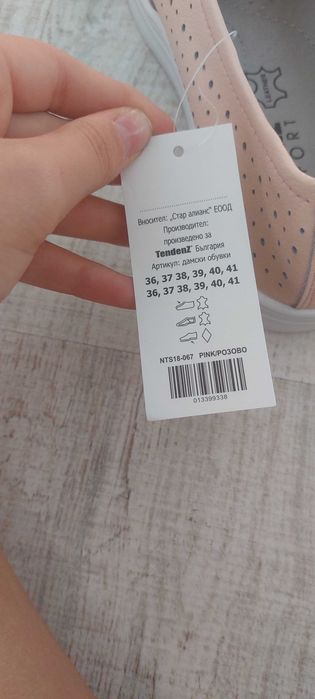 Вносител: „Стар алианс" ЕООД
Производител:
произведено за
TendenZ България
Артикул: дамски обувки
36, 37 38, 39, 40, 41
36, 37 38, 39, 40, 41
NTS18-067 PINK/РОЗОВО
013399338